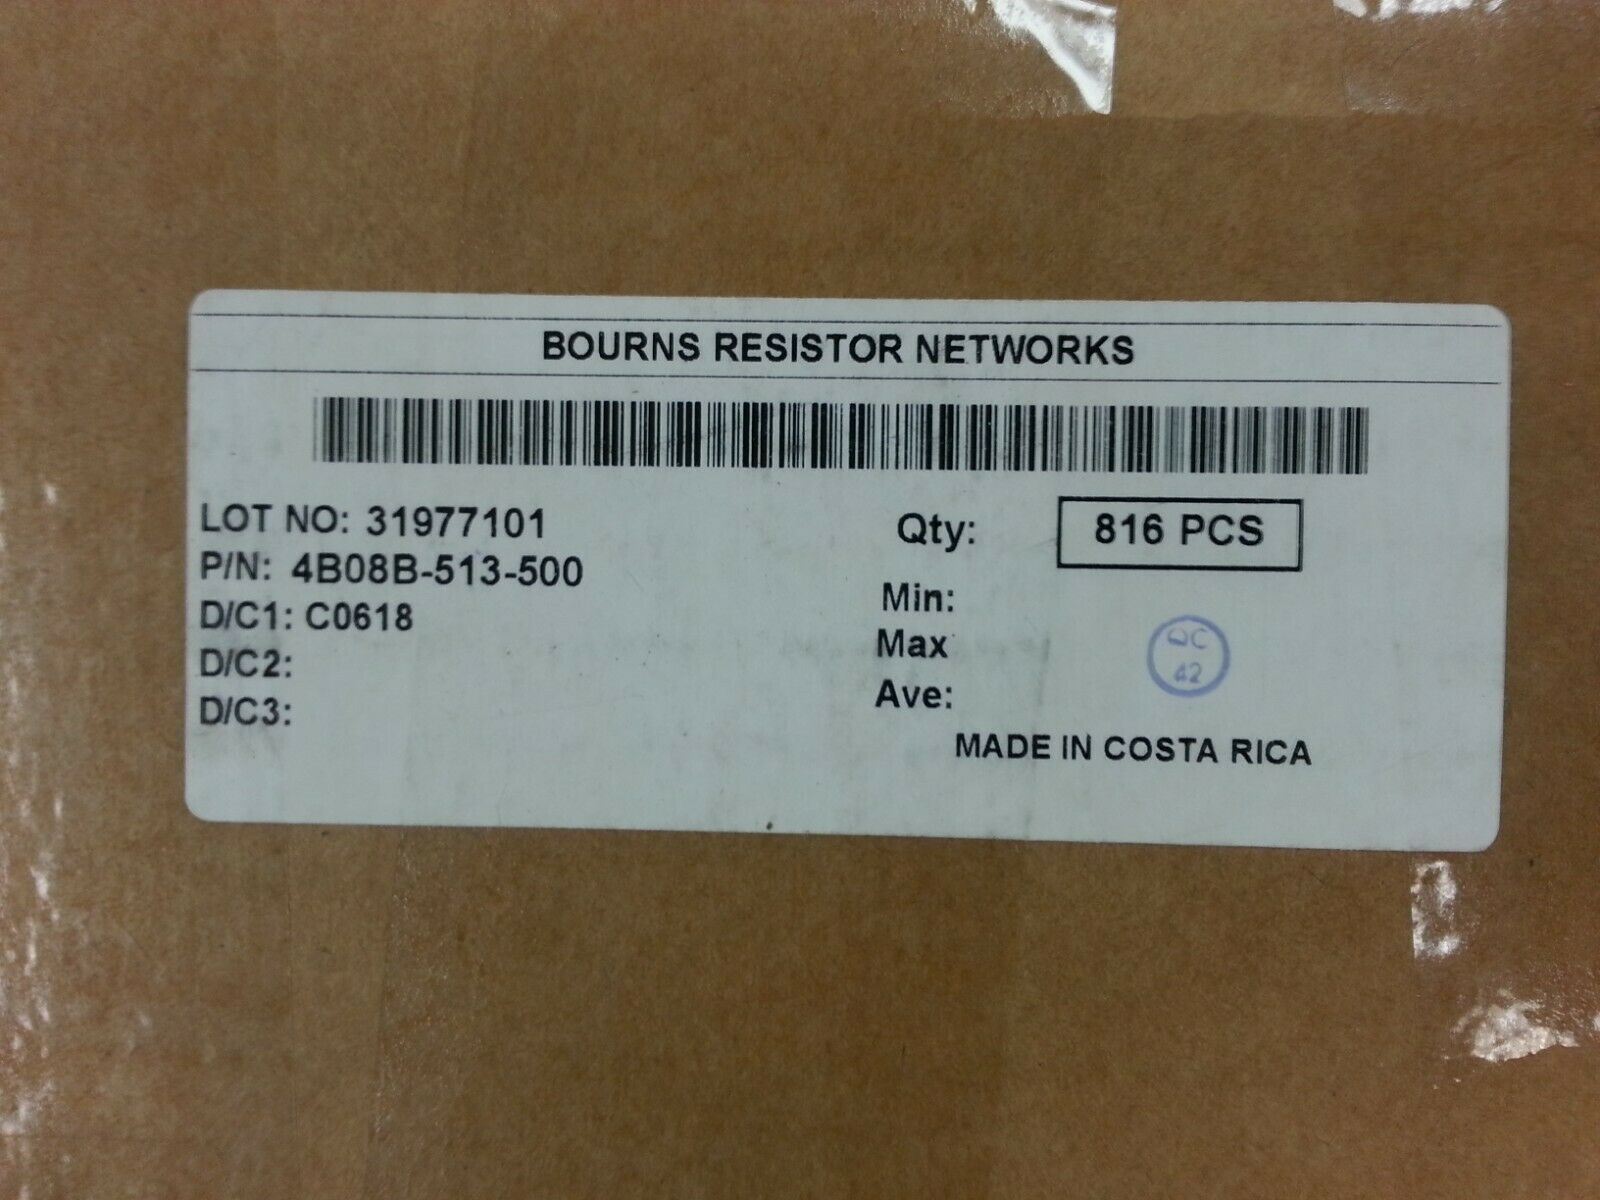 BOURNS RESISTOR NETWORKS
LOT NO: 31977101
P/N: 4B08B-513-500
D/C1: C0618
D/C2:
D/C3:
Qty: 816 PCS
Min:
Max
Ave:
QC
42
MADE IN COSTA RICA